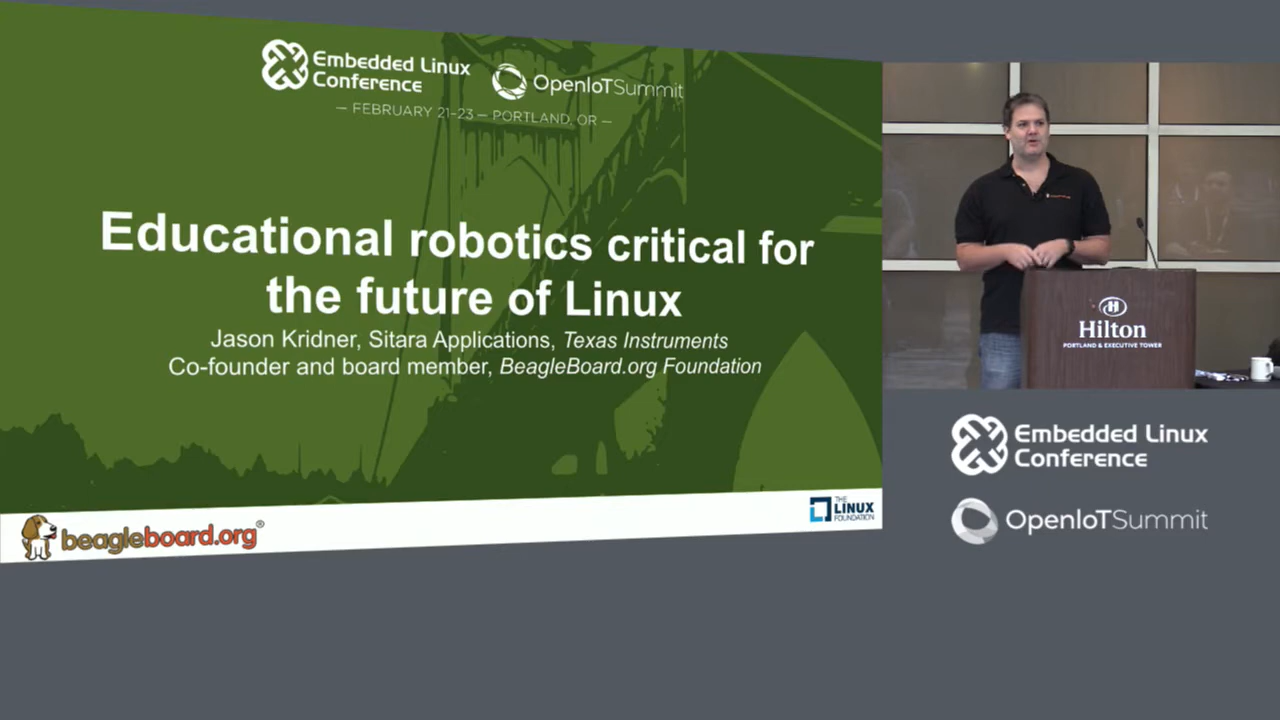 Embedded Linux
Conference
OpenIoTSummit
— FEBRUARY 21-23 — PORTLAND, OR —
Educational robotics critical for
the future of Linux
Jason Kridner, Sitara Applications, Texas Instruments
Co-founder and board member, BeagleBoard.org Foundation
beagleboard.org®
THE
LINUX
FOUNDATION
H
Hilton
PORTLAND & EXECUTIVE TOWER
Embedded Linux
Conference
OpenIoTSummit